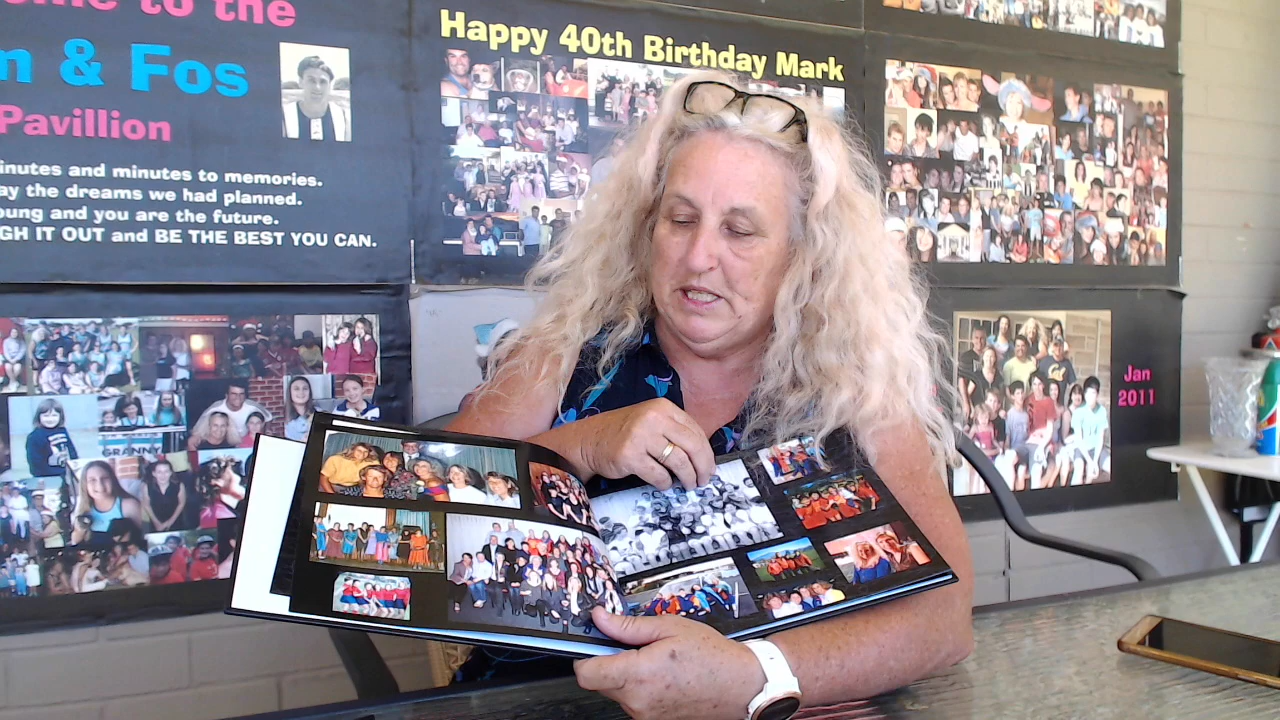 to the
m & Fos
Pavillion
inutes and minutes to memories.
ay the dreams we had planned.
oung and you are the future.
GH IT OUT and BE THE BEST YOU CAN.
Happy 40th Birthday Mark
GRANNY
Jan
2011